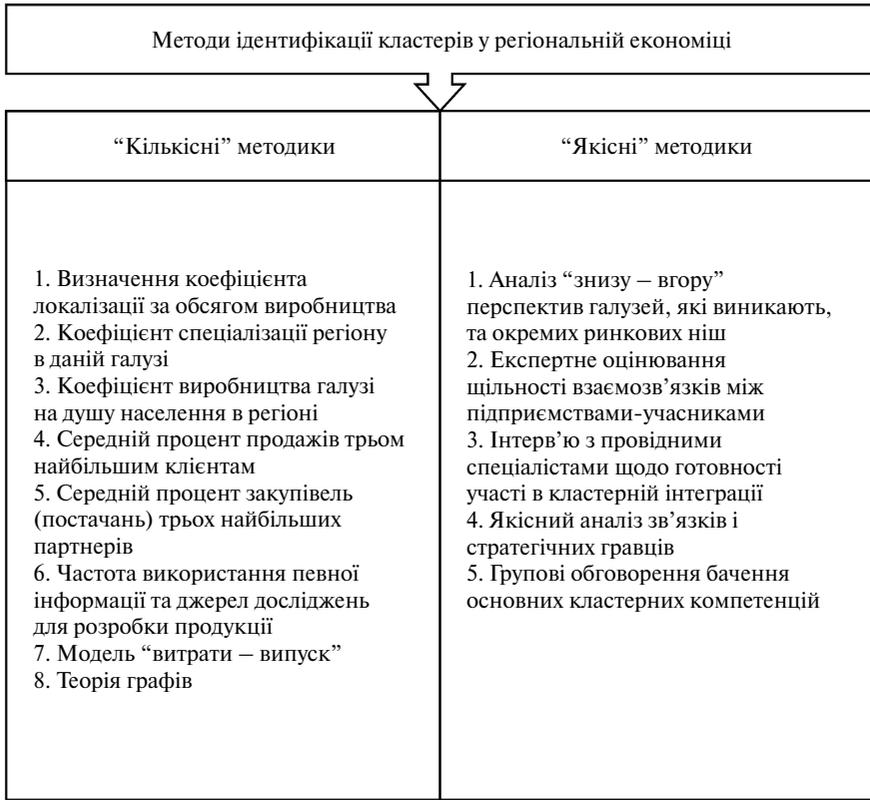 Методи ідентифікації кластерів у регіональній економіці
“Кількісні” методики
“Якісні” методики
1. Визначення коефіцієнта
локалізації за обсягом виробництва
2. Коефіцієнт спеціалізації регіону
в даній галузі
3. Коефіцієнт виробництва галузі
на душу населення в регіоні
4. Середній процент продажів трьом
найбільшим клієнтам
5. Середній процент закупівель
(постачань) трьох найбільших
партнерів
6. Частота використання певної
інформації та джерел досліджень
для розробки продукції
7. Модель “витрати – випуск”
8. Теорія графів
1. Аналіз “знизу – вгору”
перспектив галузей, які виникають,
та окремих ринкових ніш
2. Експертне оцінювання
щільності взаємозв’язків між
підприємствами-учасниками
3. Інтерв’ю з провідними
спеціалістами щодо готовності
участі в кластерній інтеграції
4. Якісний аналіз зв’язків і
стратегічних гравців
5. Групові обговорення бачення
основних кластерних компетенцій